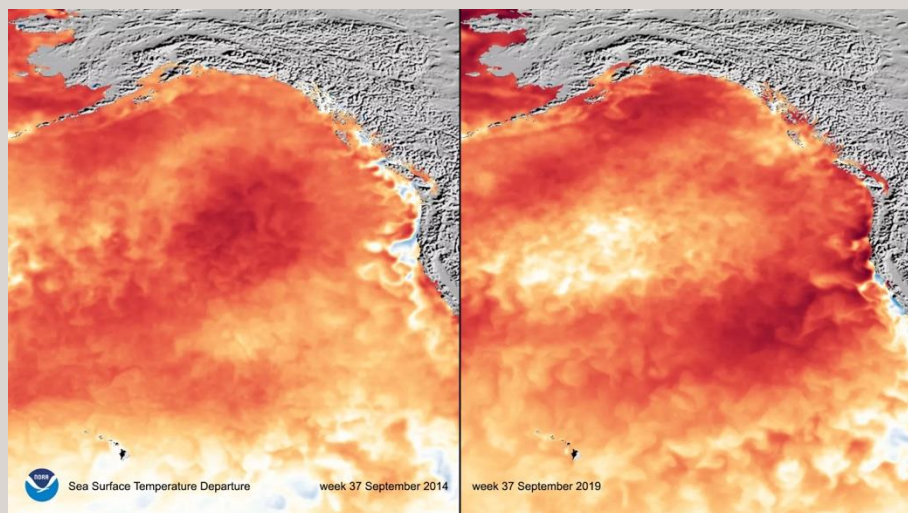 NOAA
Sea Surface Temperature Departure
week 37 September 2014
week 37 September 2019